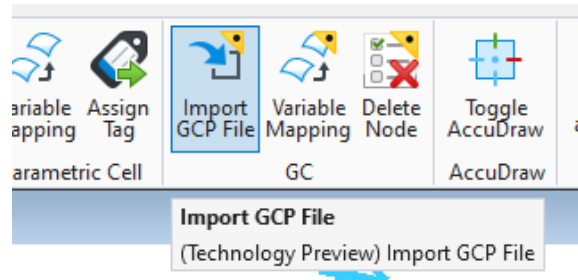 ariable Assign Import Variable Delete Toggle
apping Tag GCP File Mapping Node AccuDraw
arametric Cell GC AccuDraw
Import GCP File
(Technology Preview) Import GCP File